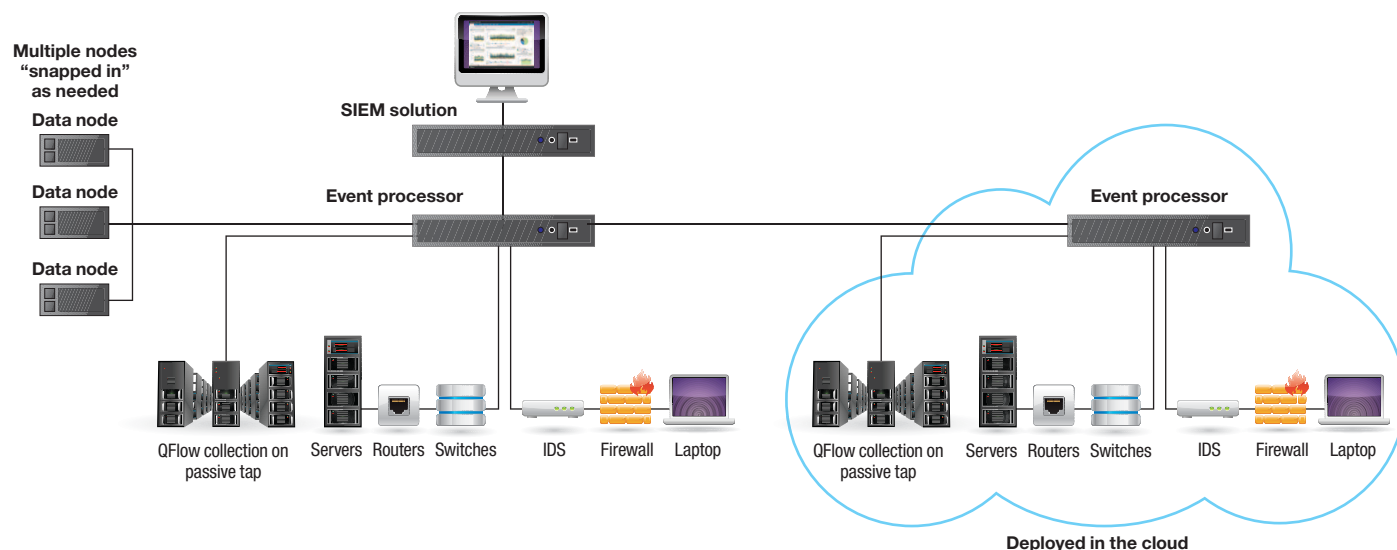 Multiple nodes
“snapped in”
as needed
Data node
Data node
Data node
SIEM solution
Event processor
QFlow collection on
passive tap
Servers
Routers
Switches
IDS
Firewall
Laptop
Event processor
QFlow collection on
passive tap
Servers
Routers
Switches
IDS
Firewall
Laptop
Deployed in the cloud